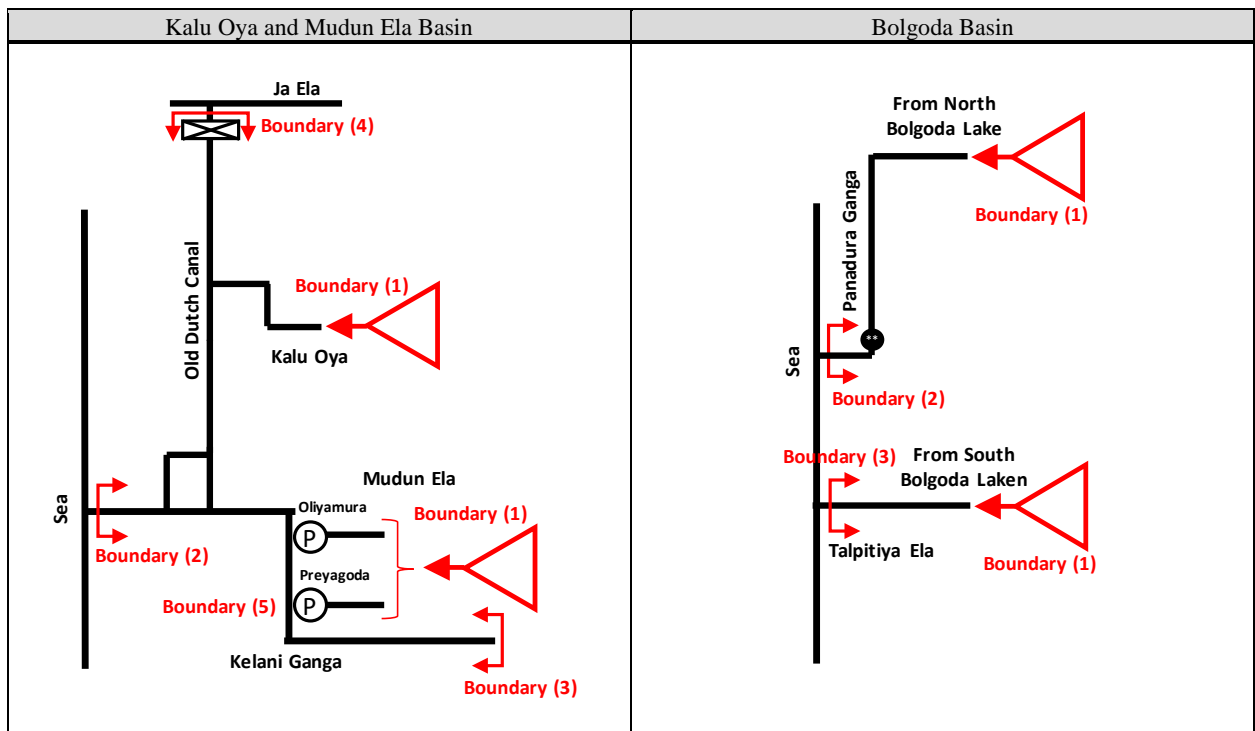 Kalu Oya and Mudun Ela Basin
Bolgoda Basin
Ja Ela
Boundary (4)
Old Dutch Canal
Boundary (1)
Kalu Oya
Sea
Boundary (2)
Mudun Ela
Oliyamura
P
Boundary (1)
Preyagoda
P
Boundary (5)
Kelani Ganga
Boundary (3)
From North
Bolgoda Lake
Boundary (1)
Panadura Ganga
**
Sea
Boundary (2)
Boundary (3)
From South
Bolgoda Laken
Talpitiya Ela
Boundary (1)